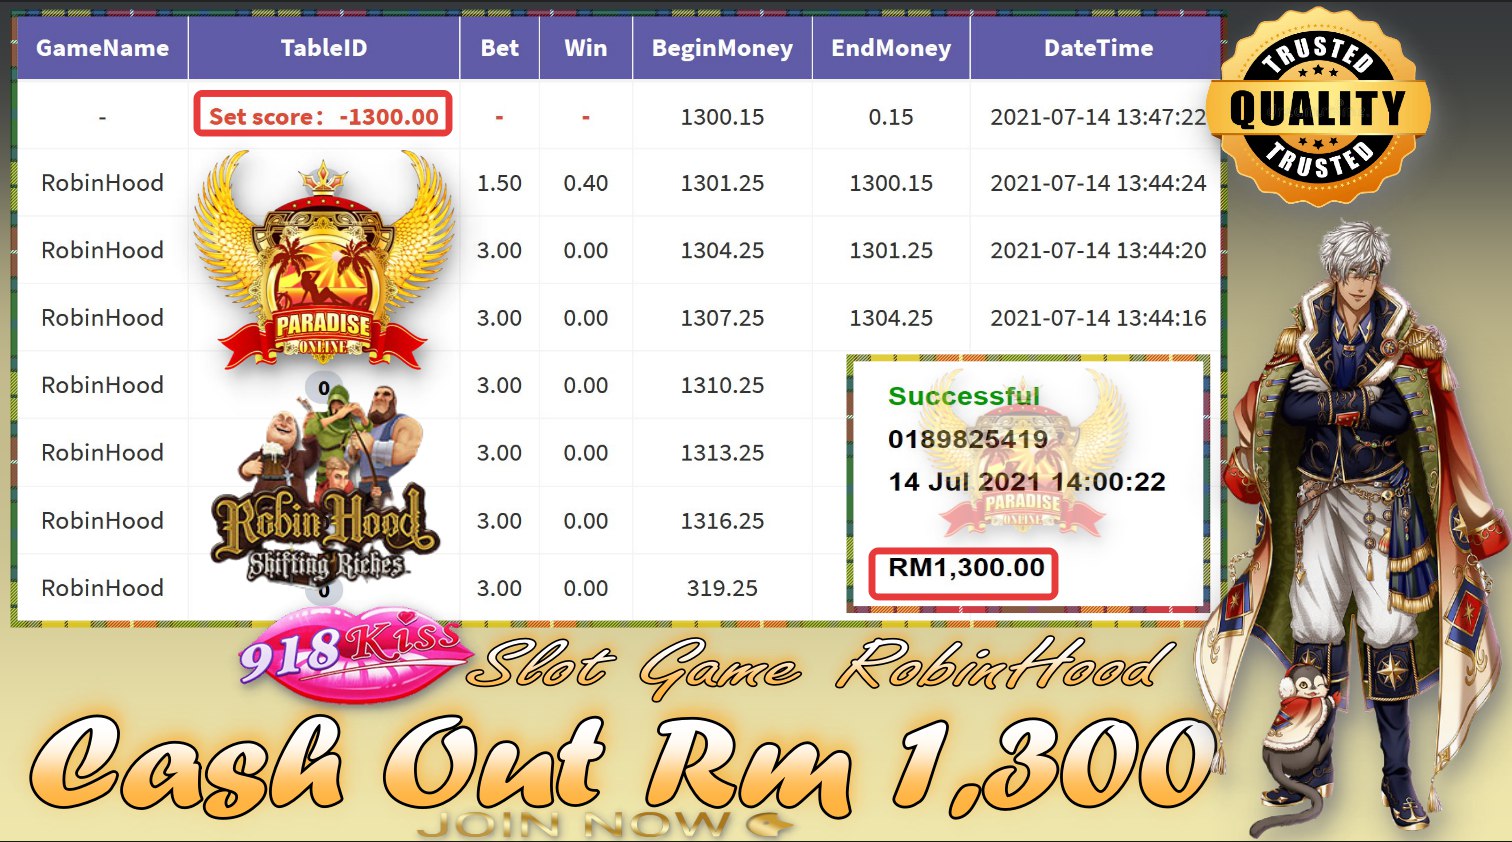 GameName TableID Bet Win BeginMoney EndMoney DateTime
- Set score: -1300.00 - - 1300.15 0.15 2021-07-14 13:47:22
RobinHood 1.50 0.40 1301.25 1300.15 2021-07-14 13:44:24
RobinHood 3.00 0.00 1304.25 1301.25 2021-07-14 13:44:20
RobinHood 3.00 0.00 1307.25 1304.25 2021-07-14 13:44:16
RobinHood 0 3.00 0.00 1310.25
RobinHood 3.00 0.00 1313.25
RobinHood 3.00 0.00 1316.25
RobinHood 0 3.00 0.00 319.25
PARADISE
ONLINE
Robin Hood
Shifting Riches
TRUSTED
QUALITY
TRUSTED
Successful
0189825419
14 Jul 2021 14:00:22
PARADISE
ONLINE
RM1,300.00
918Kiss Slot Game RobinHood
Cash Out Rm 1,300
JOIN NOW